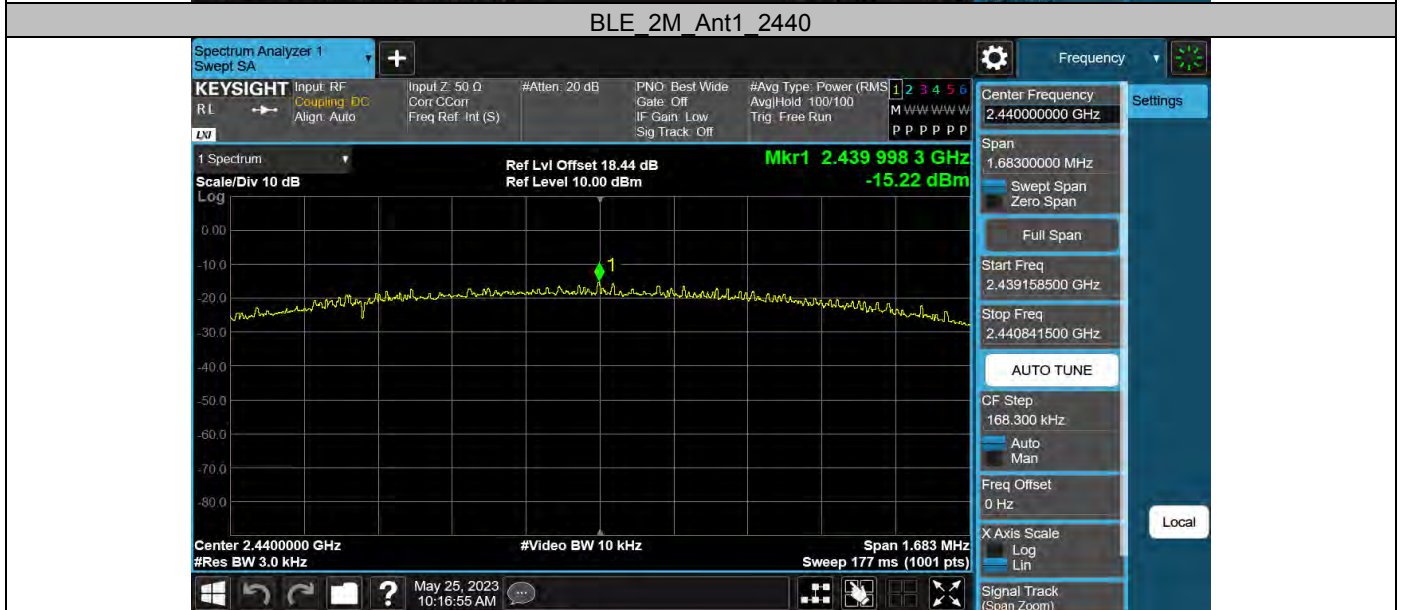 BLE_2M_Ant1_2440
Spectrum Analyzer 1
Swept SA
+
Frequency
KEYSIGHT
RL
LXI
Input: RF
Coupling: DC
Align: Auto
Input Z: 50 Ω
Corr CCorr
Freq Ref: Int (S)
#Atten: 20 dB
PNO: Best Wide
Gate: Off
IF Gain: Low
Sig Track: Off
#Avg Type: Power (RMS
Avg|Hold: 100/100
Trig: Free Run
1 2 3 4 5 6
M W W W W W
P P P P P P
1 Spectrum
Scale/Div 10 dB
Ref Lvl Offset 18.44 dB
Ref Level 10.00 dBm
Mkr1 2.439 998 3 GHz
-15.22 dBm
Log
0.00
-10.0
-20.0
-30.0
-40.0
-50.0
-60.0
-70.0
-80.0
1
Center 2.4400000 GHz
#Res BW 3.0 kHz
#Video BW 10 kHz
Span 1.683 MHz
Sweep 177 ms (1001 pts)
?
May 25, 2023
10:16:55 AM
Center Frequency
2.440000000 GHz
Span
1.68300000 MHz
Swept Span
Zero Span
Full Span
Start Freq
2.439158500 GHz
Stop Freq
2.440841500 GHz
AUTO TUNE
CF Step
168.300 kHz
Auto
Man
Freq Offset
0 Hz
X Axis Scale
Log
Lin
Signal Track
(Span Zoom)
Settings
Local